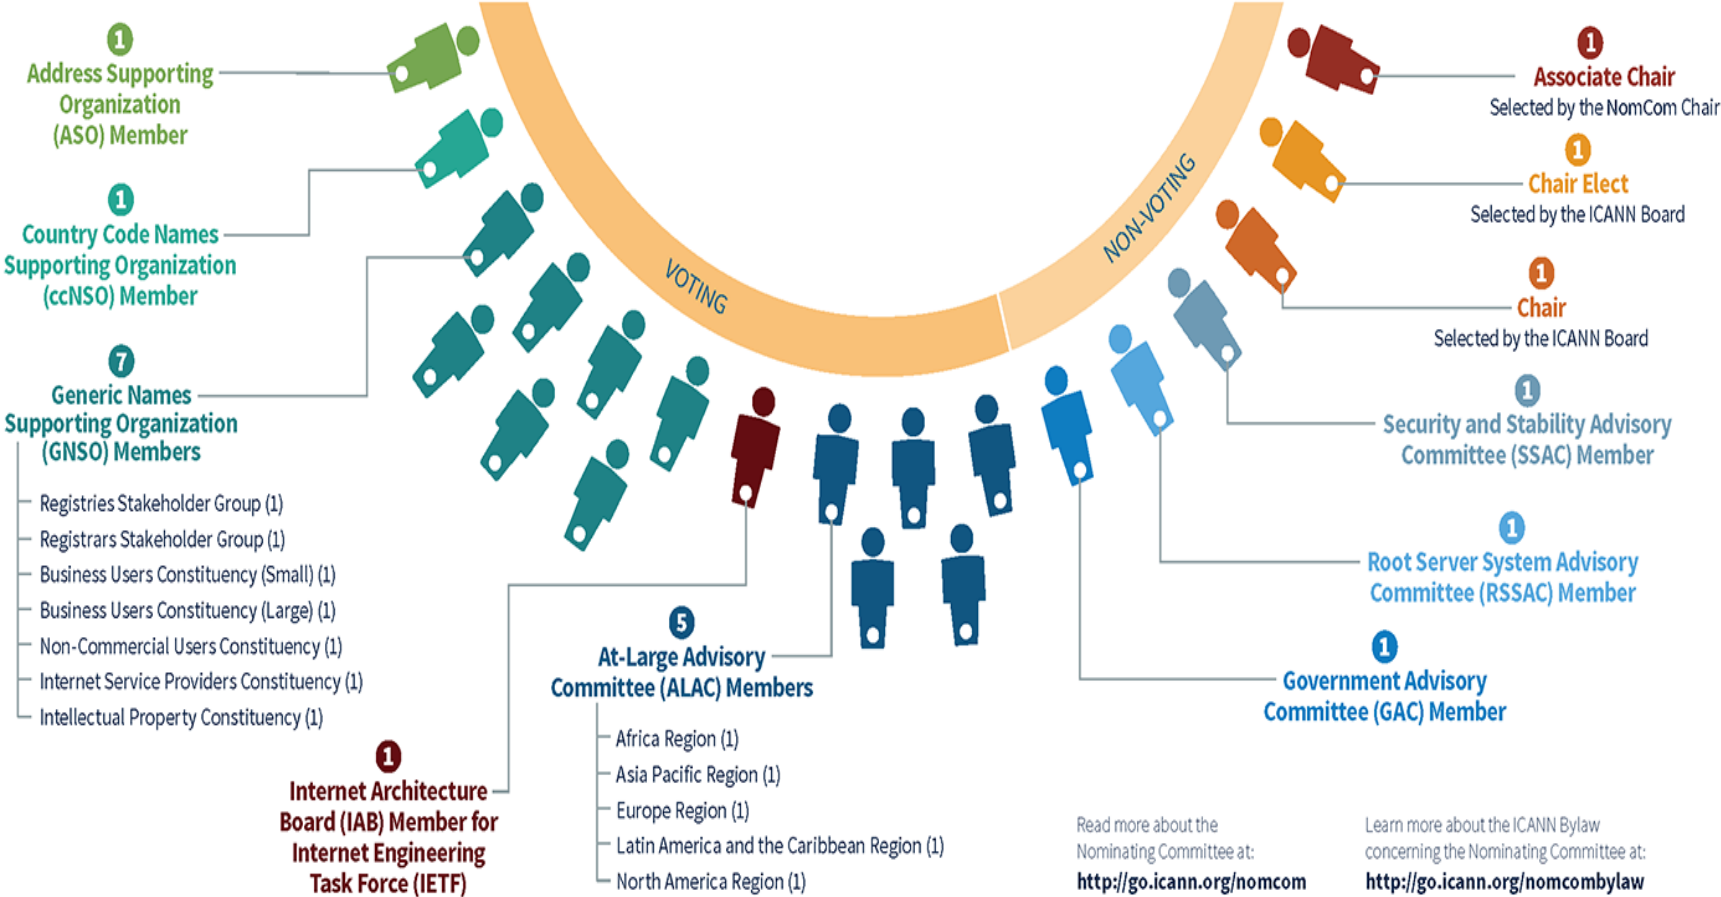 1
Address Supporting
Organization
(ASO) Member
1
Country Code Names
Supporting Organization
(ccNSO) Member
7
Generic Names
Supporting Organization
(GNSO) Members
Registries Stakeholder Group (1)
Registrars Stakeholder Group (1)
Business Users Constituency (Small) (1)
Business Users Constituency (Large) (1)
Non-Commercial Users Constituency (1)
Internet Service Providers Constituency (1)
Intellectual Property Constituency (1)
1
Internet Architecture
Board (IAB) Member for
Internet Engineering
Task Force (IETF)
VOTING
NON-VOTING
5
At-Large Advisory
Committee (ALAC) Members
Africa Region (1)
Asia Pacific Region (1)
Europe Region (1)
Latin America and the Caribbean Region (1)
North America Region (1)
1
Associate Chair
Selected by the NomCom Chair
1
Chair Elect
Selected by the ICANN Board
1
Chair
Selected by the ICANN Board
1
Security and Stability Advisory
Committee (SSAC) Member
1
Root Server System Advisory
Committee (RSSAC) Member
1
Government Advisory
Committee (GAC) Member
Read more about the
Nominating Committee at:
http://go.icann.org/nomcom
Learn more about the ICANN Bylaw
concerning the Nominating Committee at:
http://go.icann.org/nomcombylaw